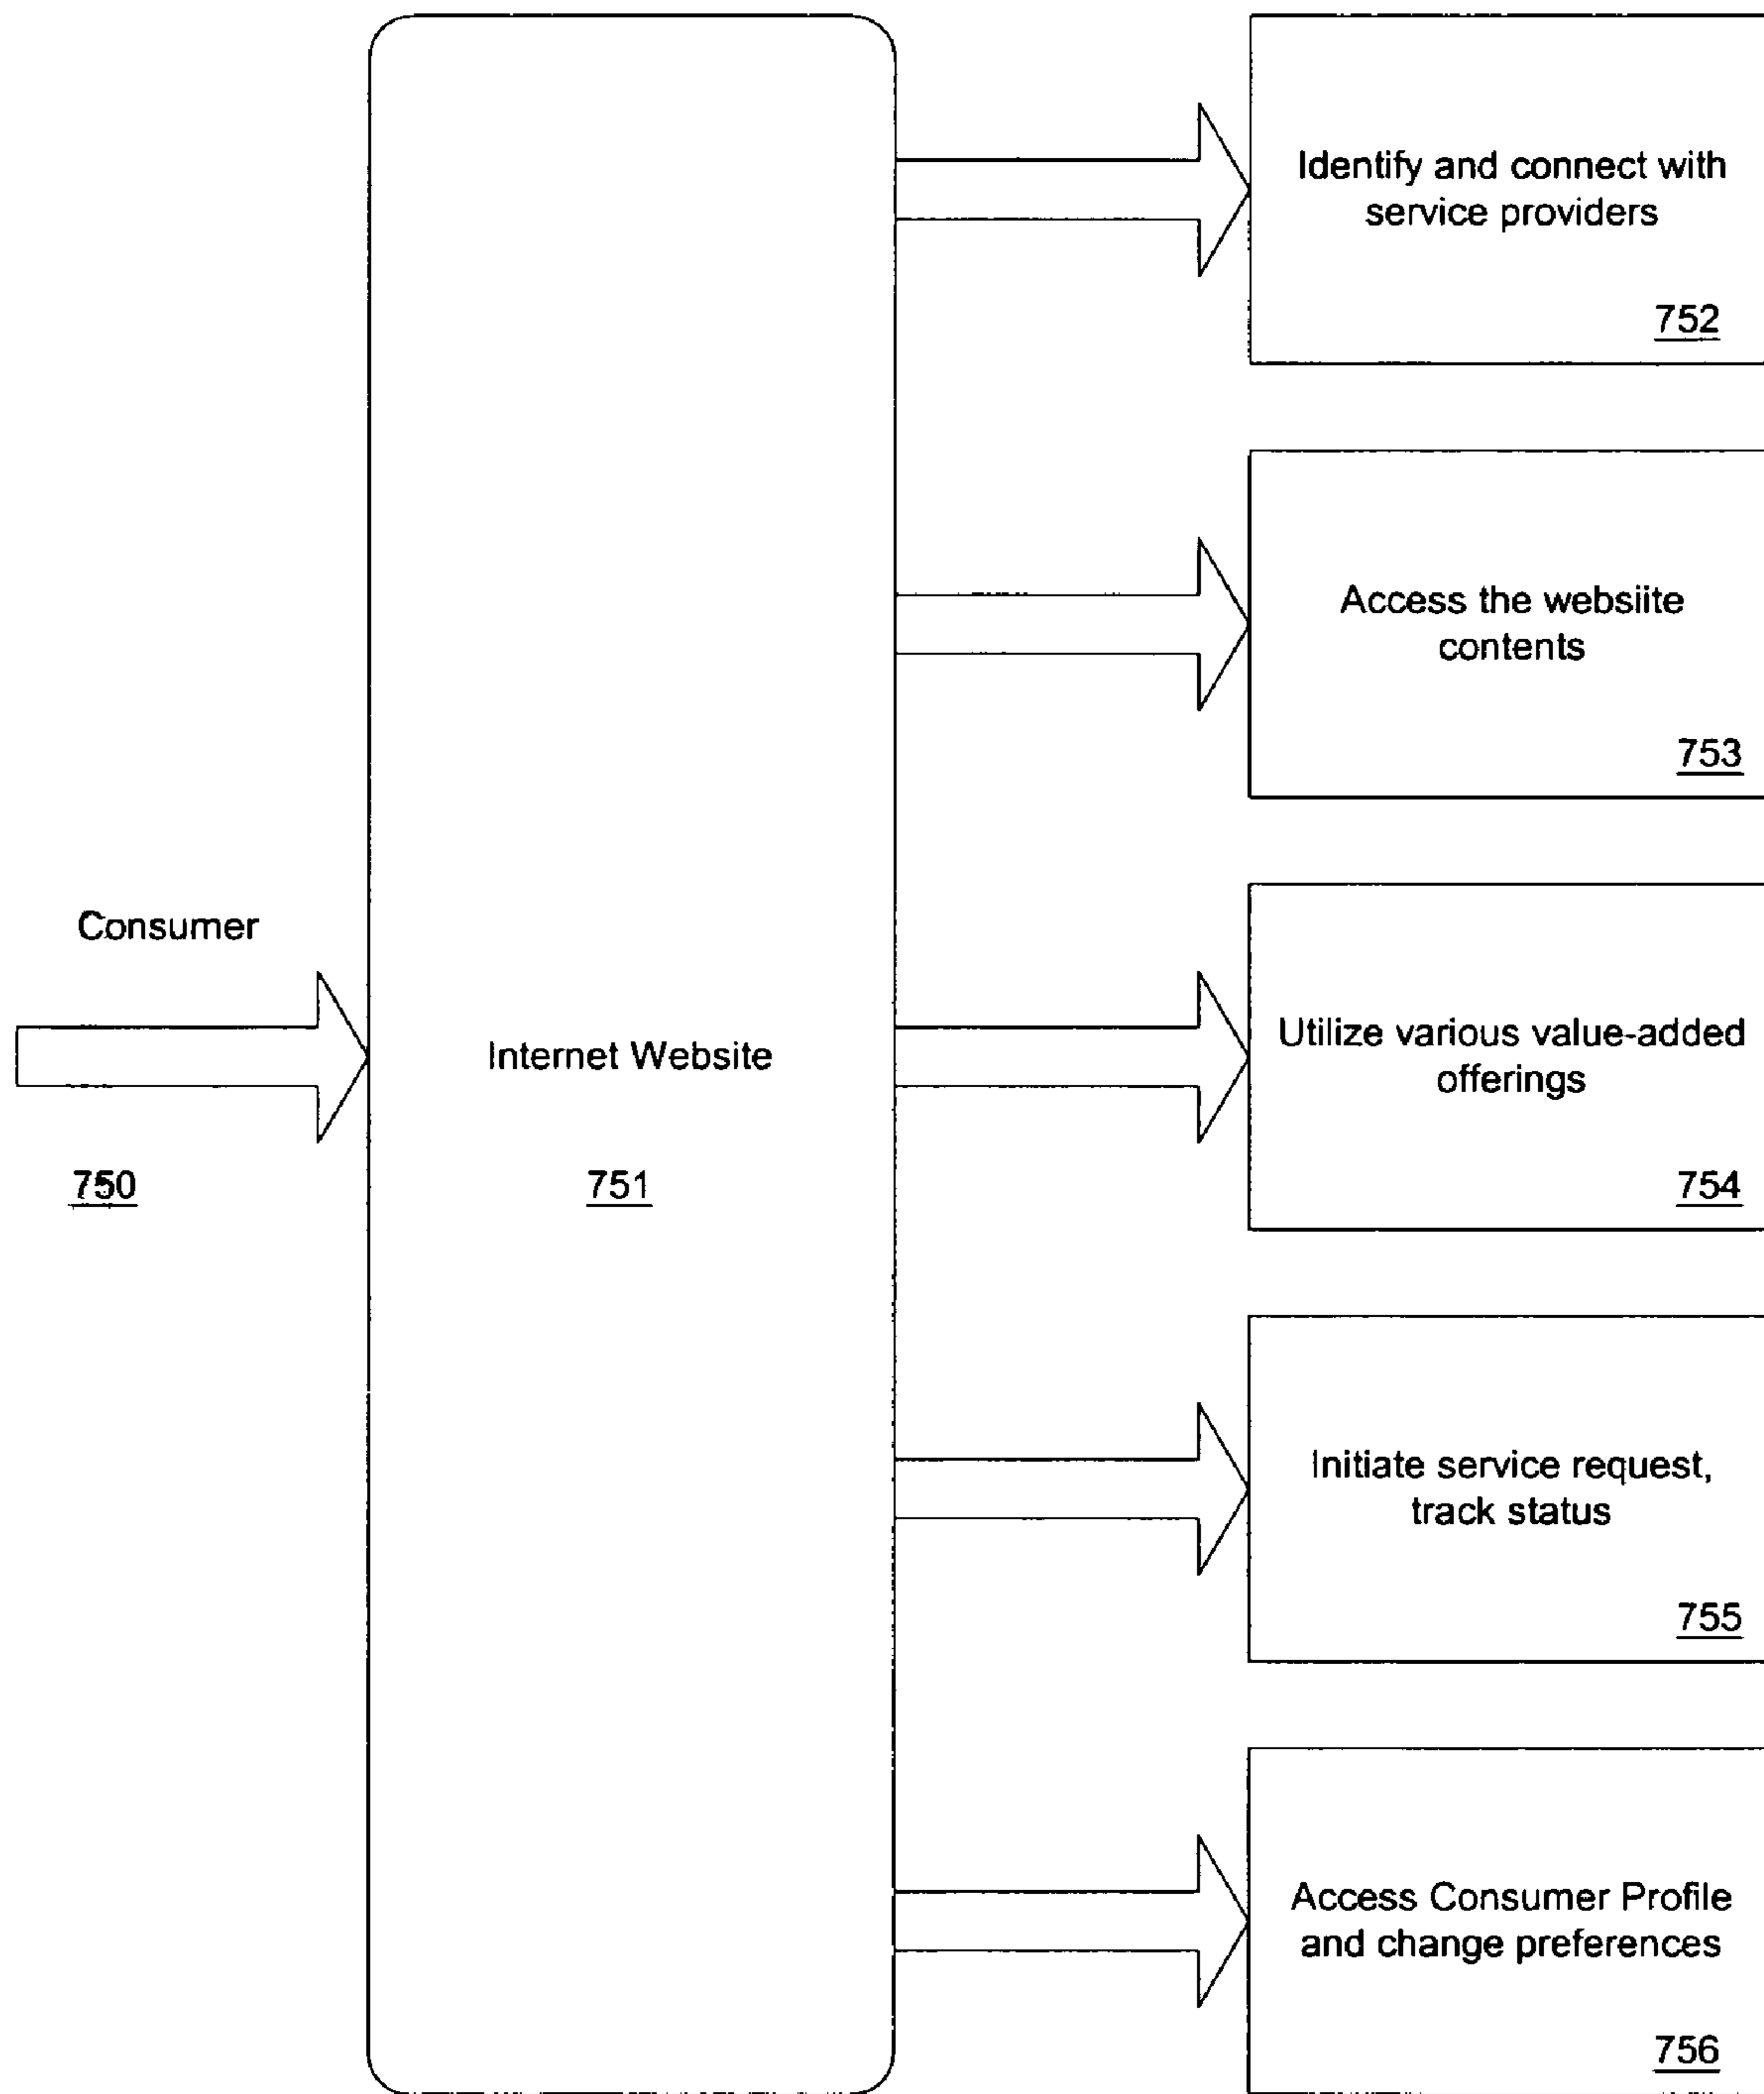 Consumer
750
Internet Website
751
Identify and connect with
service providers
752
Access the websiite
contents
753
Utilize various value-added
offerings
754
Initiate service request,
track status
755
Access Consumer Profile
and change preferences
756